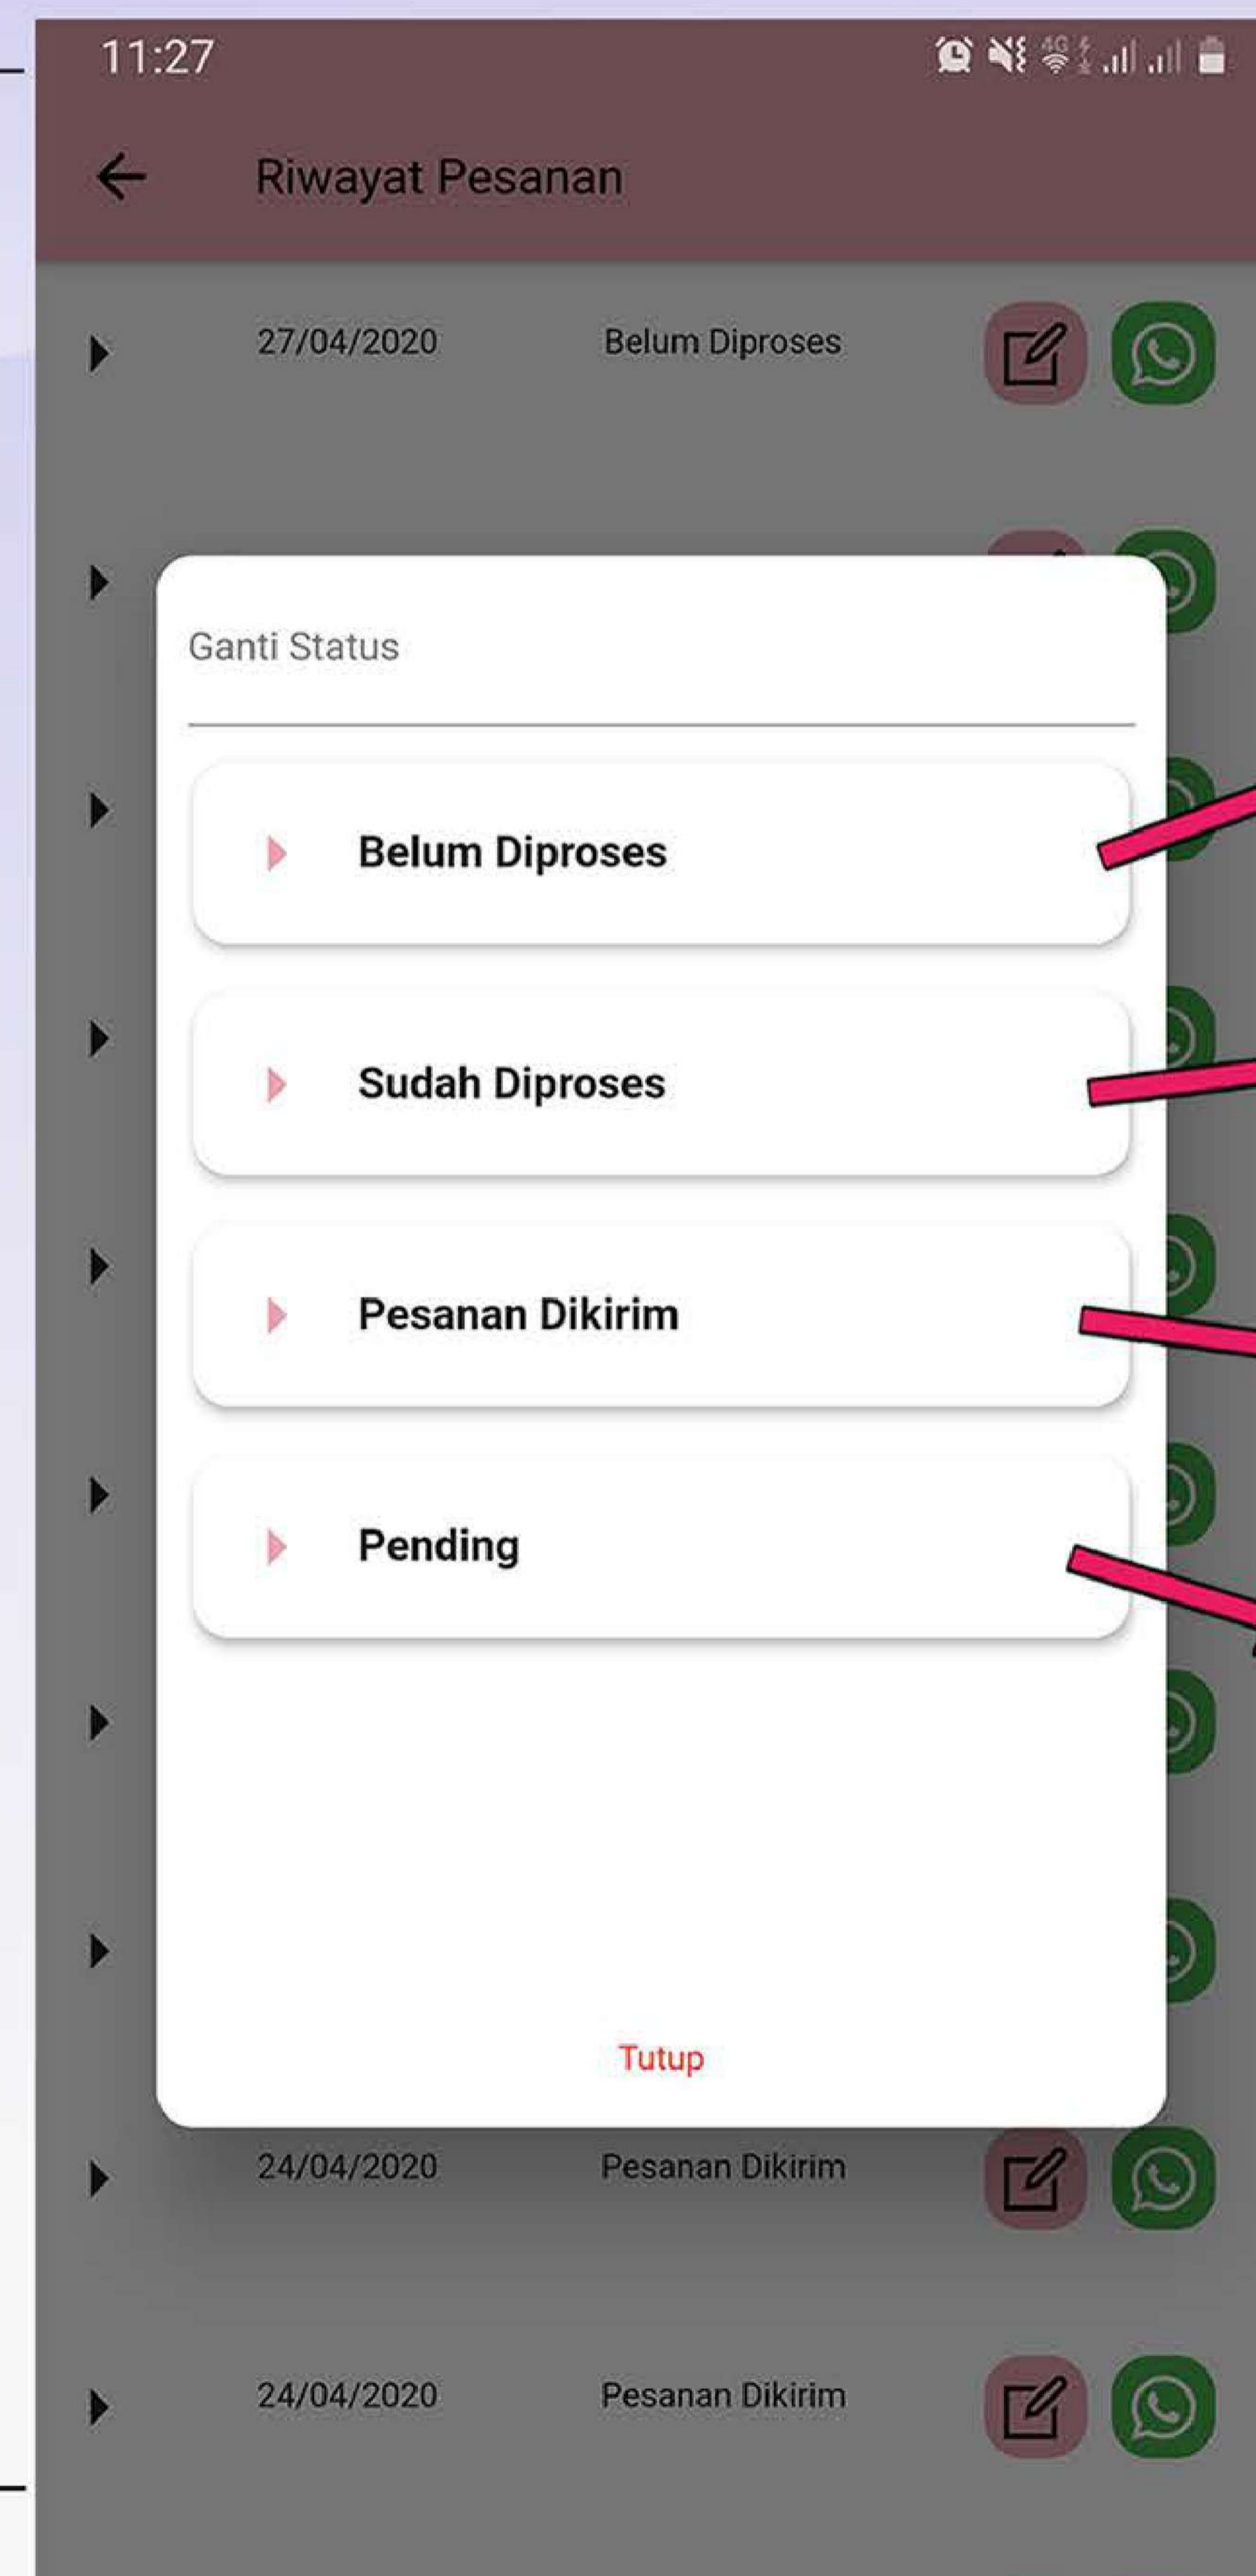 11:27
4G
Riwayat Pesanan
27/04/2020 Belum Diproses
Ganti Status
Belum Diproses
Sudah Diproses
Pesanan Dikirim
Pending
Tutup
24/04/2020 Pesanan Dikirim
24/04/2020 Pesanan Dikirim